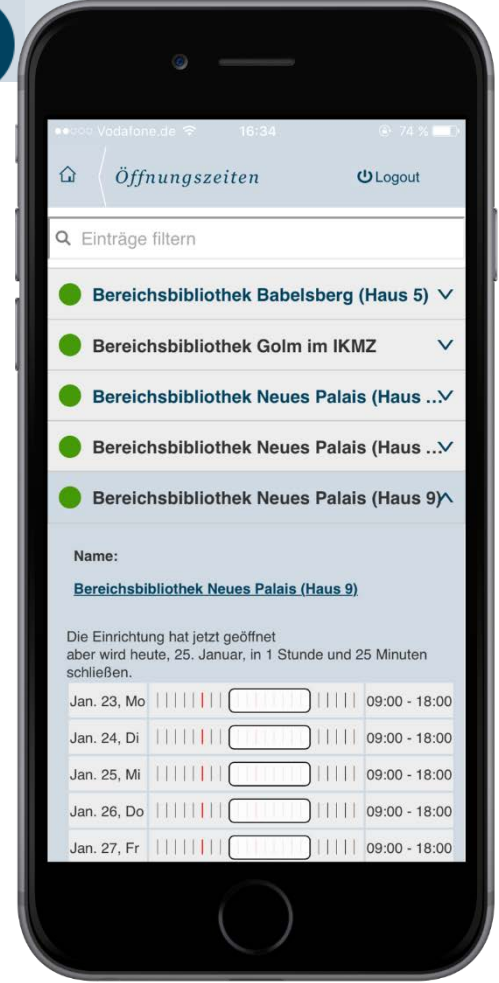 Vodafone.de 16:34 74 %
Öffnungszeiten Logout
Einträge filtern
Bereichsbibliothek Babelsberg (Haus 5)
Bereichsbibliothek Golm im IKMZ
Bereichsbibliothek Neues Palais (Haus ...
Bereichsbibliothek Neues Palais (Haus ...
Bereichsbibliothek Neues Palais (Haus 9)
Name:
Bereichsbibliothek Neues Palais (Haus 9)
Die Einrichtung hat jetzt geöffnet
aber wird heute, 25. Januar, in 1 Stunde und 25 Minuten
schließen.
Jan. 23, Mo 09:00 - 18:00
Jan. 24, Di 09:00 - 18:00
Jan. 25, Mi 09:00 - 18:00
Jan. 26, Do 09:00 - 18:00
Jan. 27, Fr 09:00 - 18:00